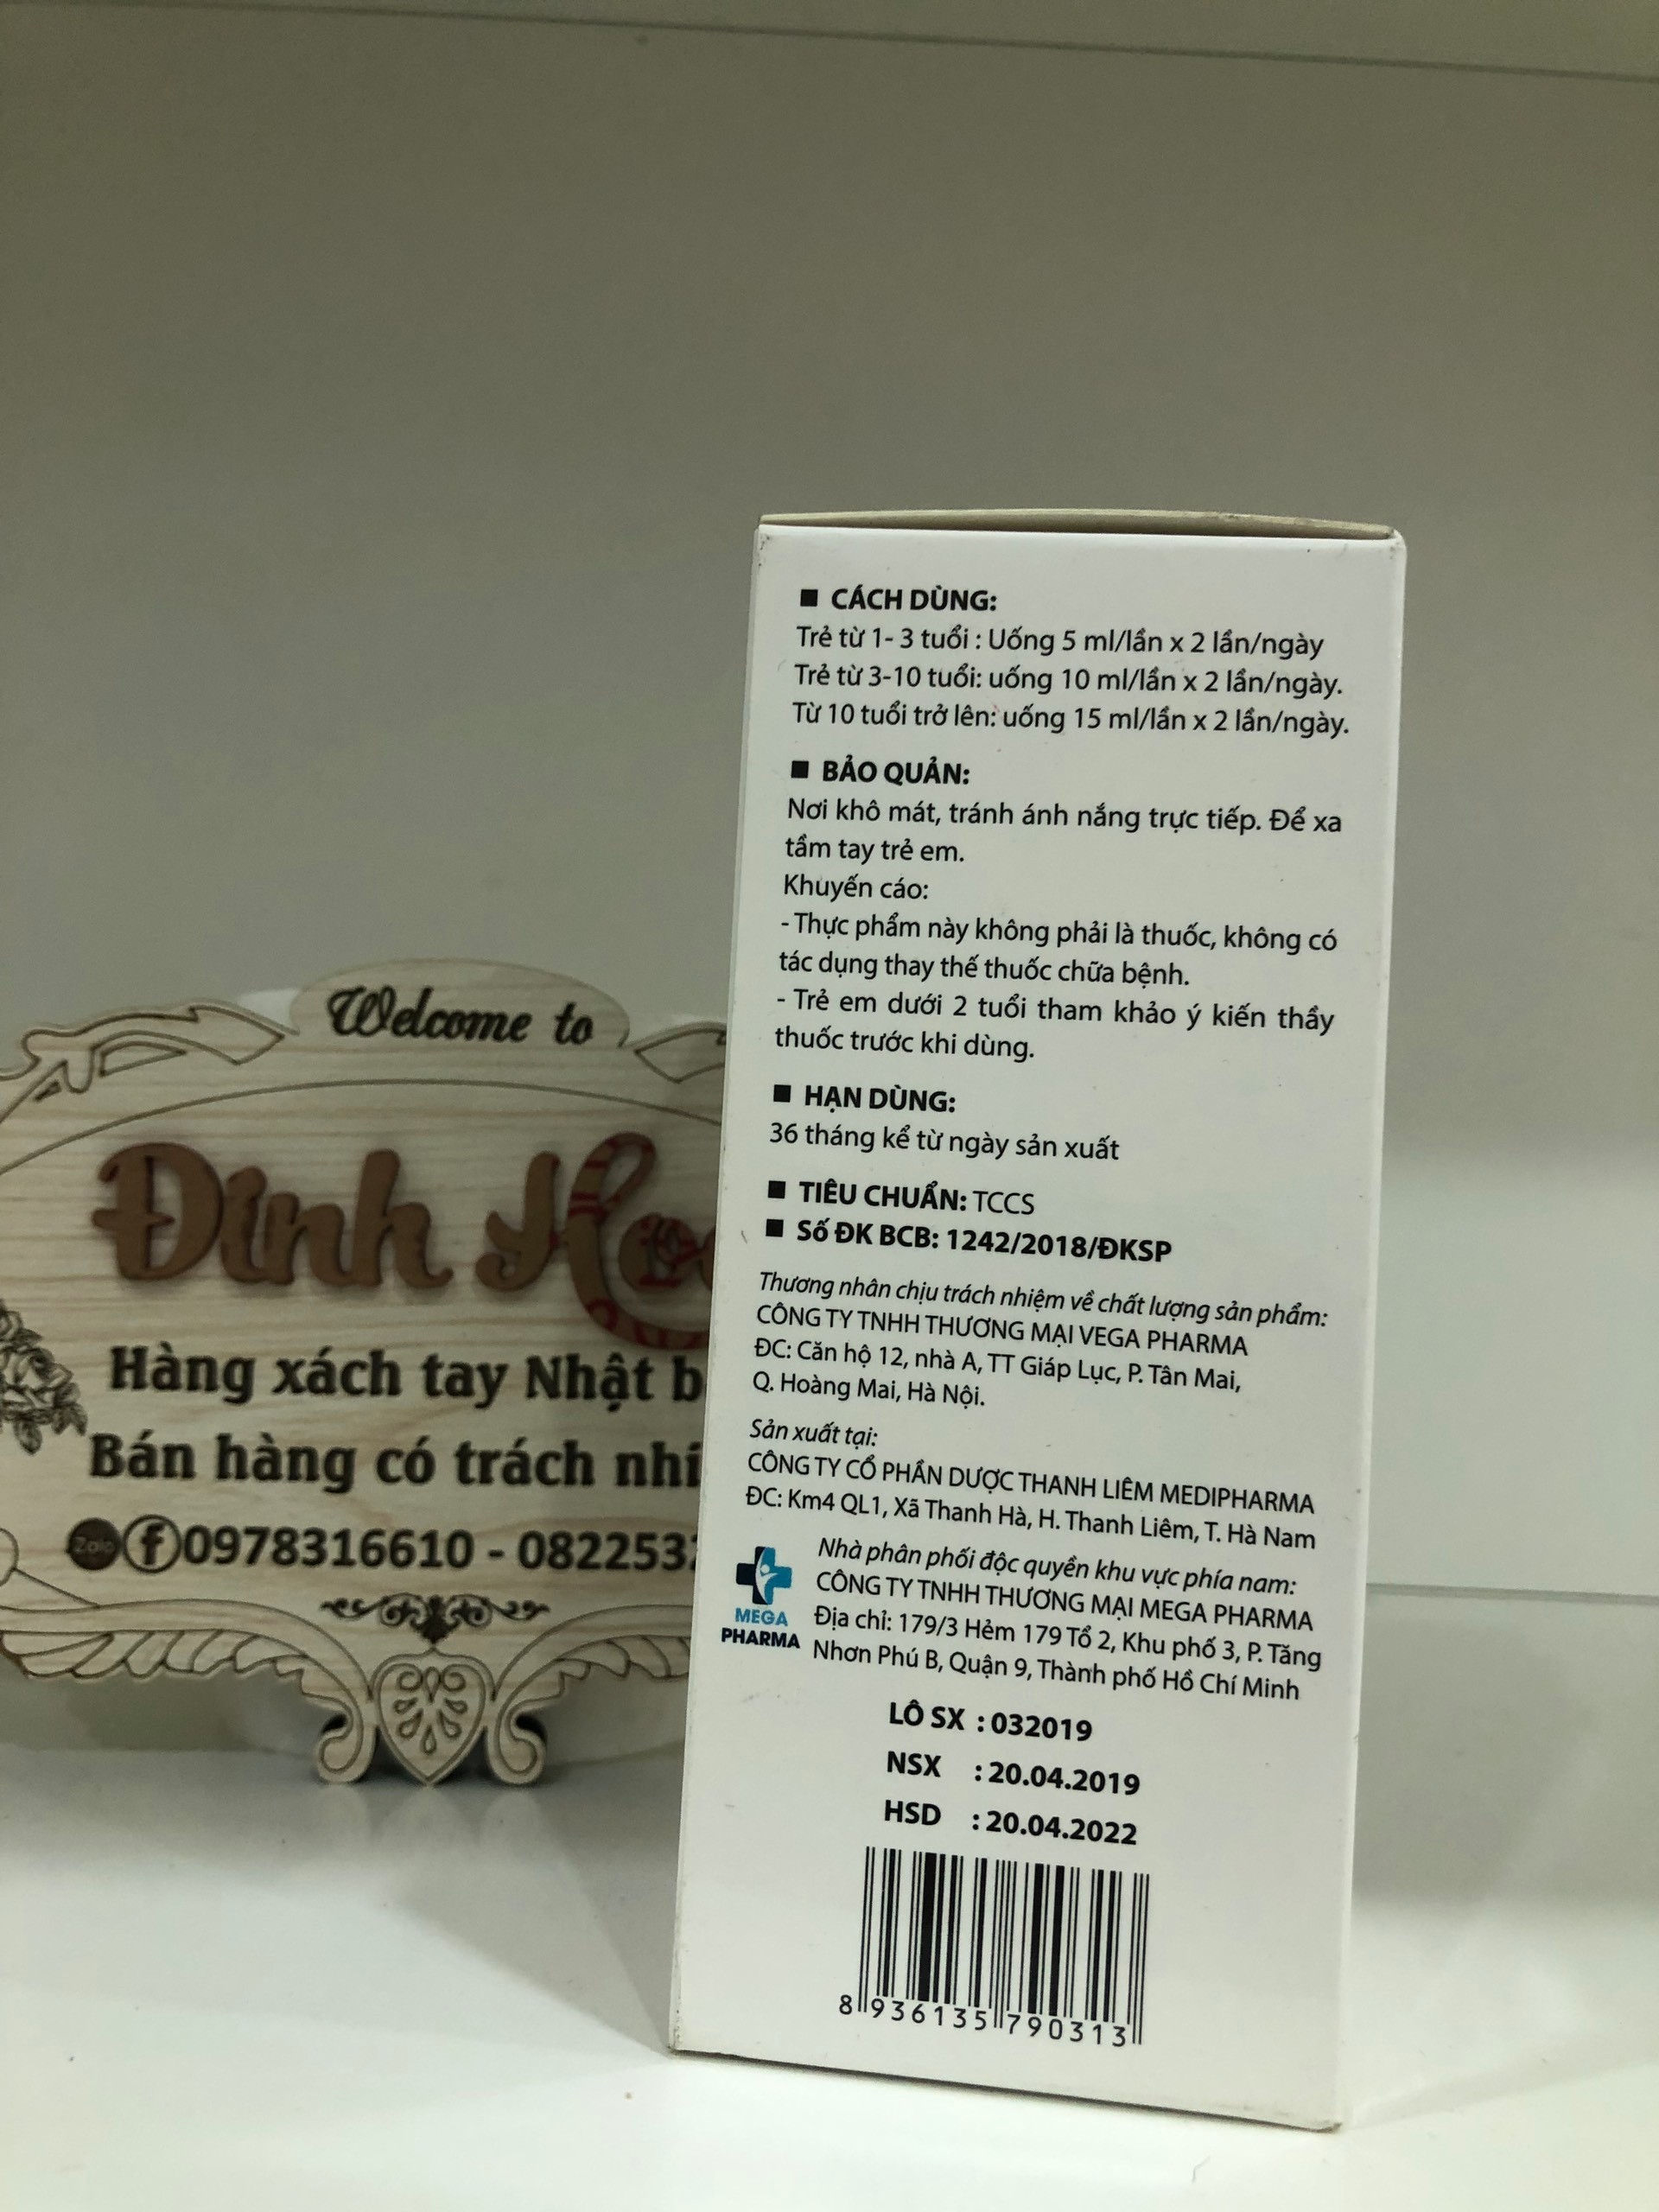 ■ CÁCH DÙNG:
Trẻ từ 1- 3 tuổi : Uống 5 ml/lần x 2 lần/ngày
Trẻ từ 3-10 tuổi: uống 10 ml/lần x 2 lần/ngày.
Từ 10 tuổi trở lên: uống 15 ml/lần x 2 lần/ngày.
■ BẢO QUẢN:
Nơi khô mát, tránh ánh nắng trực tiếp. Để xa
tầm tay trẻ em.
Khuyến cáo:
- Thực phẩm này không phải là thuốc, không có
tác dụng thay thế thuốc chữa bệnh.
- Trẻ em dưới 2 tuổi tham khảo ý kiến thầy
thuốc trước khi dùng.
■ HẠN DÙNG:
36 tháng kể từ ngày sản xuất
■ TIÊU CHUẨN: TCCS
■ Số ĐK BCB: 1242/2018/ĐKSP
Thương nhân chịu trách nhiệm về chất lượng sản phẩm:
CÔNG TY TNHH THƯƠNG MẠI VEGA PHARMA
ĐC: Căn hộ 12, nhà A, TT Giáp Lục, P. Tân Mai,
Q. Hoàng Mai, Hà Nội.
Sản xuất tại:
CÔNG TY CỔ PHẦN DƯỢC THANH LIÊM MEDIPHARMA
ĐC: Km4 QL1, Xã Thanh Hà, H. Thanh Liêm, T. Hà Nam
Nhà phân phối độc quyền khu vực phía nam:
CÔNG TY TNHH THƯƠNG MẠI MEGA PHARMA
Địa chỉ: 179/3 Hẻm 179 Tổ 2, Khu phố 3, P. Tăng
Nhơn Phú B, Quận 9, Thành phố Hồ Chí Minh
MEGA
PHARMA
LÔ SX : 032019
NSX : 20.04.2019
HSD : 20.04.2022
8 936135 790313
Welcome to
Đình
Hàng xách tay Nhật
Bán hàng có trách
Zalo f 0978316610 -